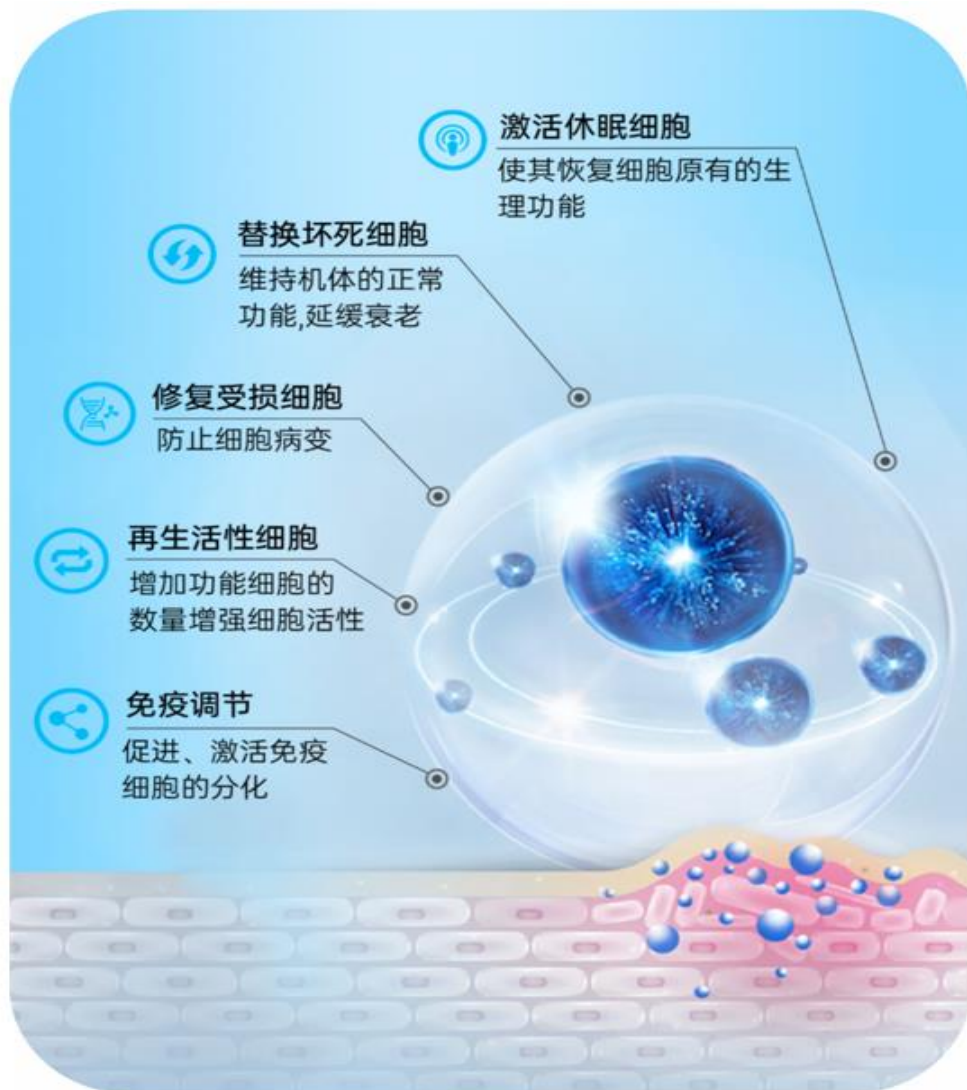 激活休眠细胞
使其恢复细胞原有的生
理功能
替换坏死细胞
维持机体的正常
功能,延缓衰老
修复受损细胞
防止细胞病变
再生活性细胞
增加功能细胞的
数量增强细胞活性
免疫调节
促进、激活免疫
细胞的分化